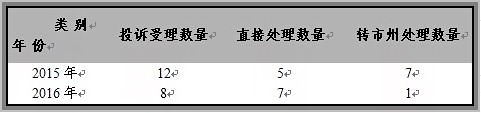 类 别
年 份 投诉受理数量 直接处理数量 转市州处理数量
2015 年 12 5 7
2016 年 8 7 1